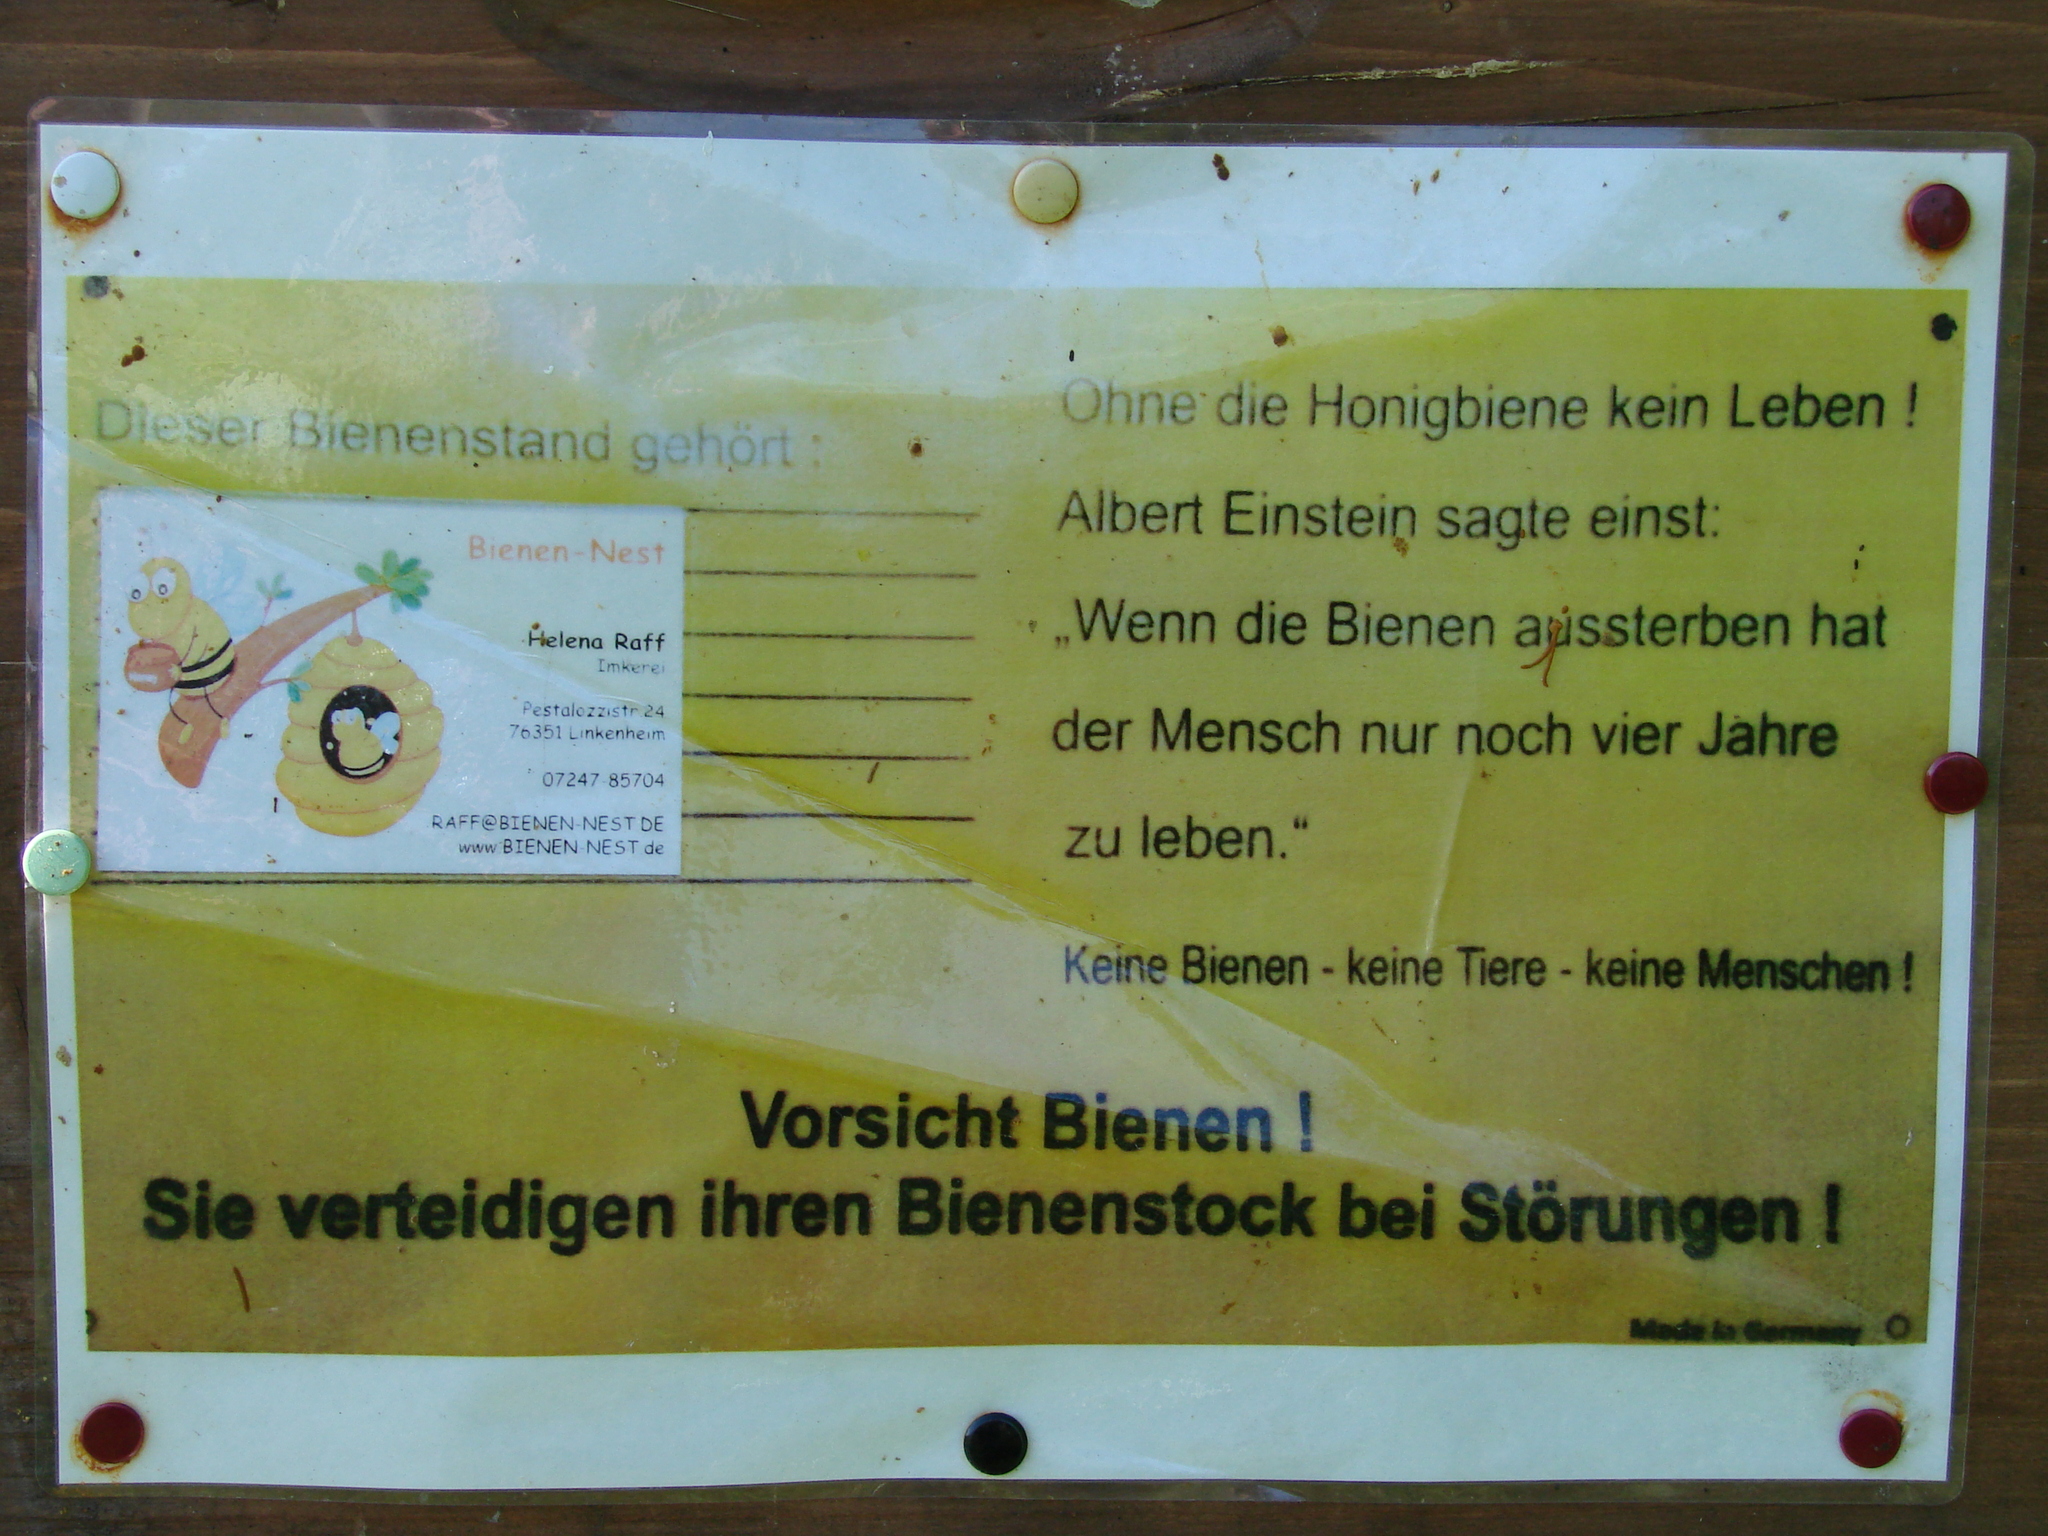 Dieser Bienenstand gehört :
Bienen-Nest
Helena Raff
Imkerei
Pestalozzistr.24
76351 Linkenheim
07247-85704
RAFF@BIENEN-NEST.DE
www.BIENEN-NEST.de
Ohne die Honigbiene kein Leben !
Albert Einstein sagte einst:
„Wenn die Bienen aussterben hat
der Mensch nur noch vier Jahre
zu leben.“
Keine Bienen - keine Tiere - keine Menschen !
Vorsicht Bienen !
Sie verteidigen ihren Bienenstock bei Störungen !
Made in Germany